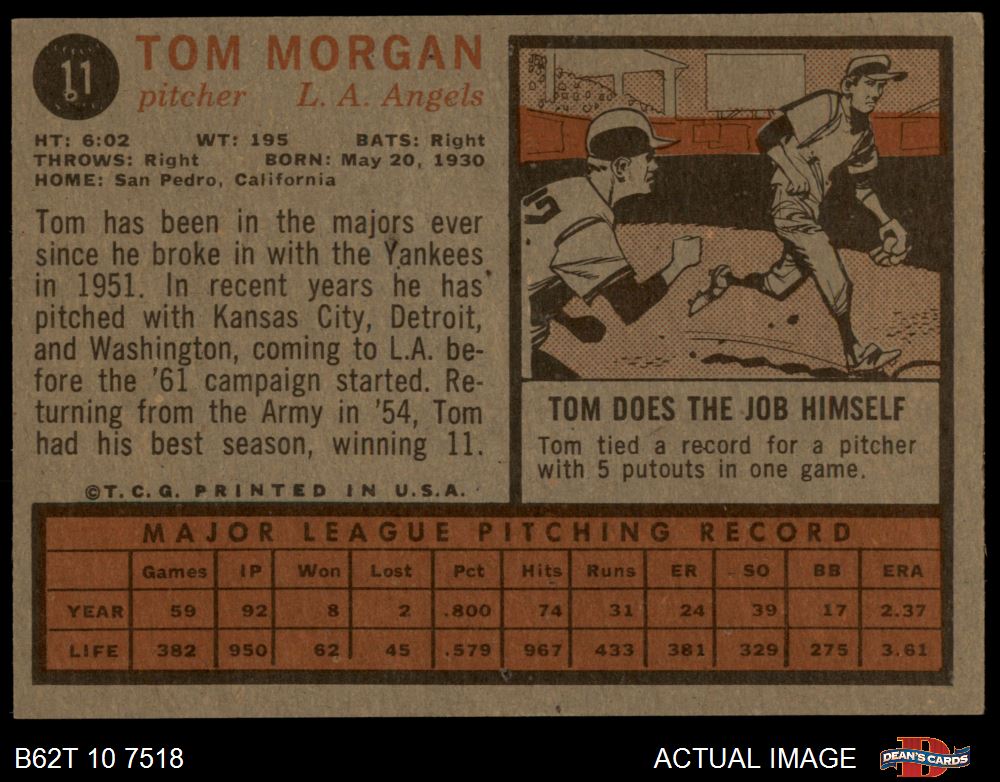 11
TOM MORGAN
pitcher L. A. Angels
HT: 6:02 WT: 195 BATS: Right
THROWS: Right BORN: May 20, 1930
HOME: San Pedro, California
Tom has been in the majors ever
since he broke in with the Yankees
in 1951. In recent years he has
pitched with Kansas City, Detroit,
and Washington, coming to L.A. be-
fore the '61 campaign started. Re-
turning from the Army in '54, Tom
had his best season, winning 11.
©T.C.G. PRINTED IN U.S.A.
5
TOM DOES THE JOB HIMSELF
Tom tied a record for a pitcher
with 5 putouts in one game.
MAJOR LEAGUE PITCHING RECORD
Games IP Won Lost Pct Hits Runs ER SO BB ERA
YEAR 59 92 8 2 .800 74 31 24 39 17 2.37
LIFE 382 950 62 45 .579 967 433 381 329 275 3.61
B62T 10 7518 ACTUAL IMAGE DEAN'S CARDS